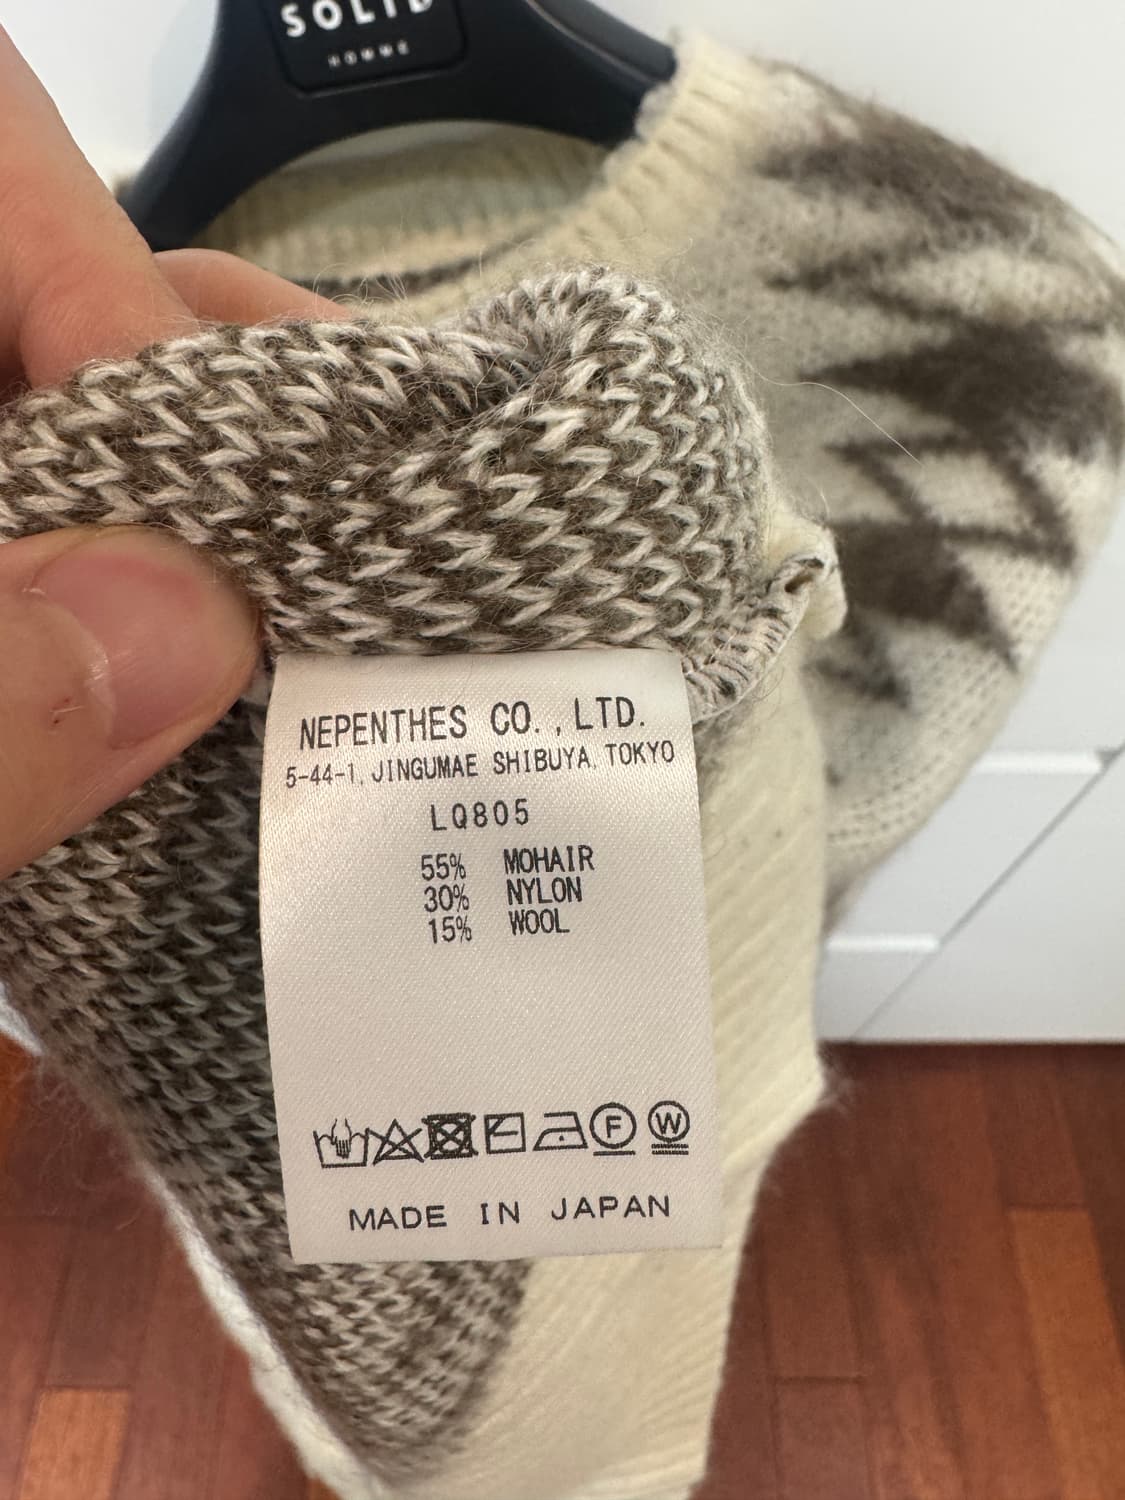 SOLID
HOMME
NEPENTHES CO., LTD.
5-44-1, JINGUMAE SHIBUYA, TOKYO
LQ805
55% MOHAIR
30% NYLON
15% WOOL
F W
MADE IN JAPAN